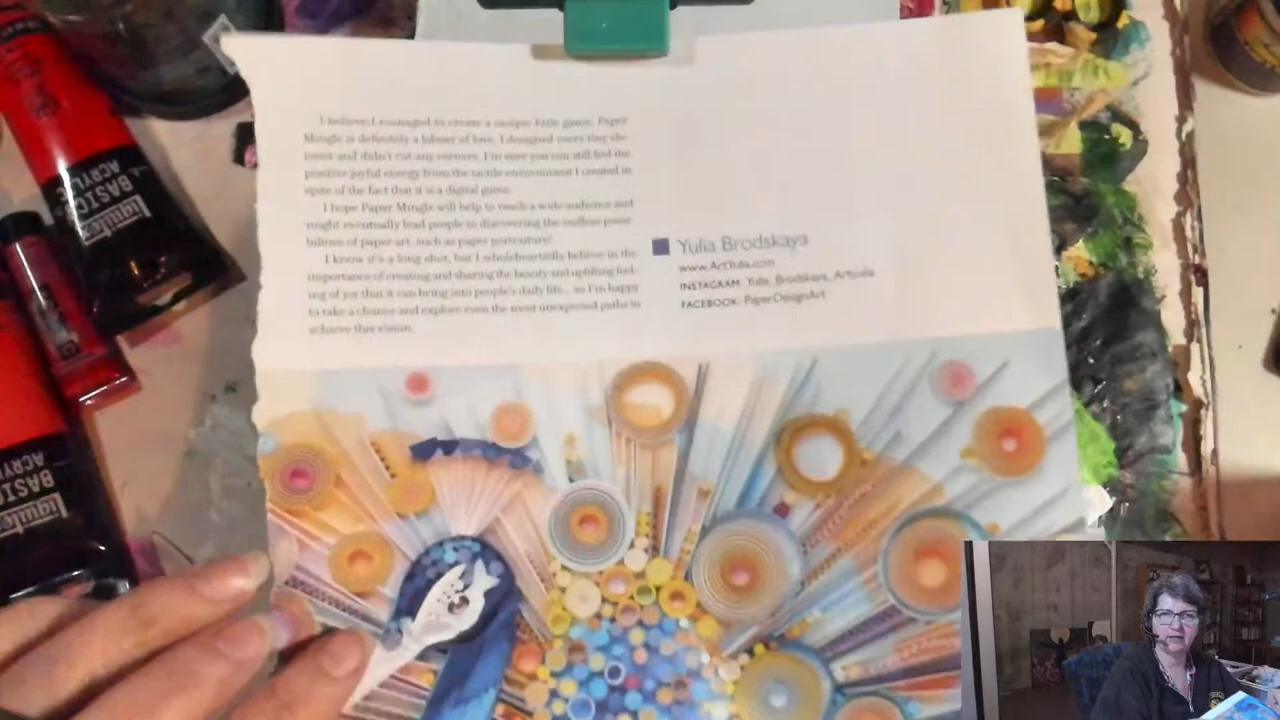 I believe I managed to create a unique little game. Paper
Mingle is definitely a labour of love. I designed every tiny ele-
ment and didn't cut any corners. I'm sure you can still feel the
positive joyful energy from the tactile environment I created in
spite of the fact that it is a digital game.
I hope Paper Mingle will help to reach a wide audience and
might eventually lead people to discovering the endless possi-
bilities of paper art, such as paper portraiture!
I know it's a long shot, but I wholeheartedly believe in the
importance of creating and sharing the beauty and uplifting feel-
ing of joy that it can bring into people's daily life... so I'm happy
to take a chance and explore even the most unexpected paths to
achieve this vision.
Yulia Brodskaya
www.ArtYulia.com
INSTAGRAM: Yulia_Brodskaya_Artyulia
FACEBOOK: PaperDesignArt
Liquitex
BASICS
ACRYLIC
Liquitex
BASICS
ACRYLIC